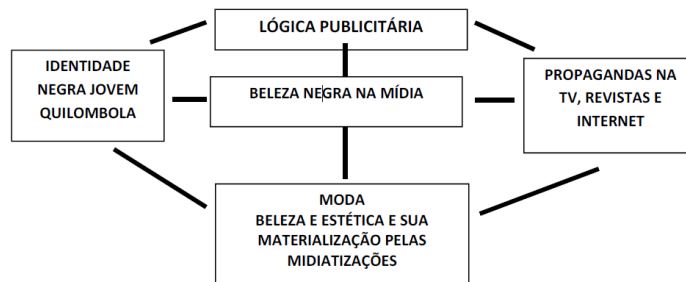 LÓGICA PUBLICITÁRIA
IDENTIDADE
NEGRA JOVEM
QUILOMBOLA
BELEZA NEGRA NA MÍDIA
PROPAGANDAS NA
TV, REVISTAS E
INTERNET
MODA
BELEZA E ESTÉTICA E SUA
MATERIALIZAÇÃO PELAS
MIDIATIZAÇÕES